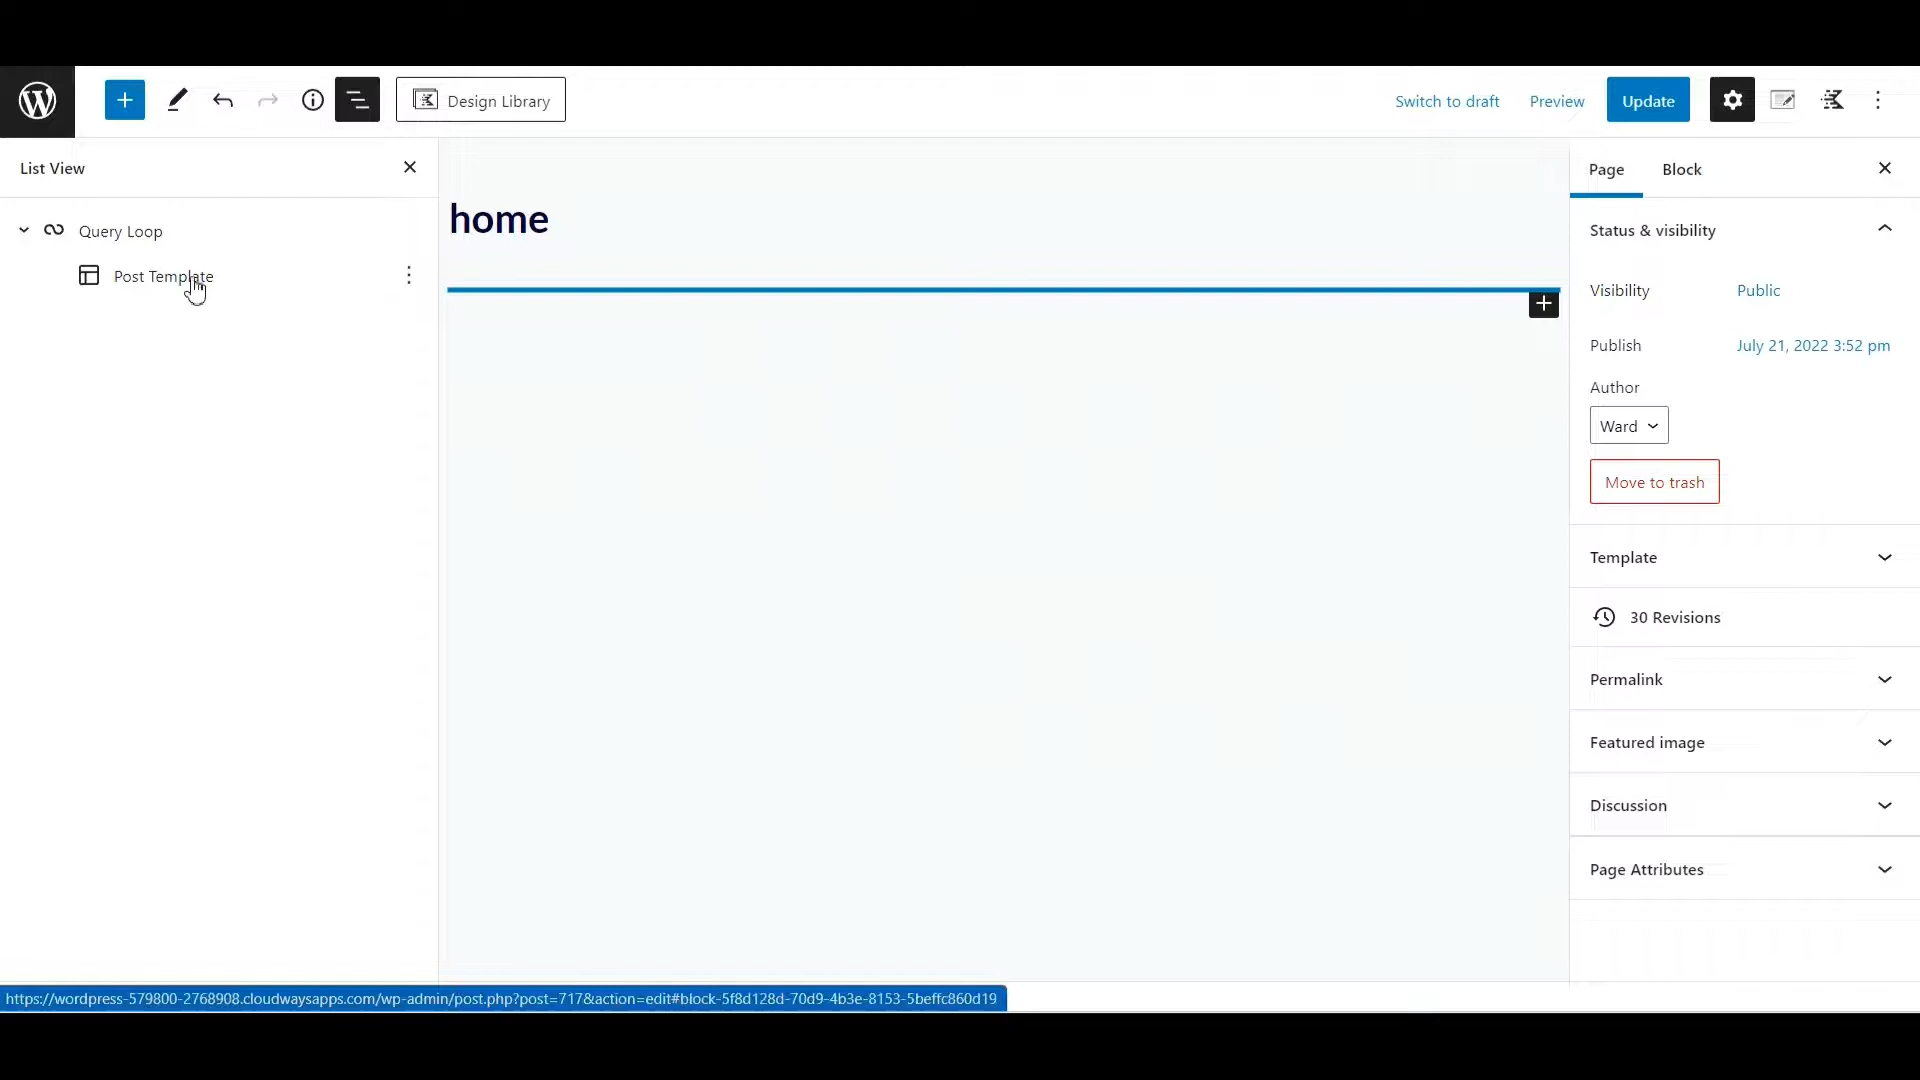 Design Library
Switch to draft
Preview
Update
List View
Page
Block
Query Loop
home
Status & visibility
Post Template
Visibility
Public
Publish
July 21, 2022 3:52 pm
Author
Ward
Move to trash
Template
30 Revisions
Permalink
Featured image
Discussion
Page Attributes
https://wordpress-579800-2768908.cloudwaysapps.com/wp-admin/post.php?post=717&action=edit#block-5f8d128d-70d9-4b3e-8153-5beffc860d19